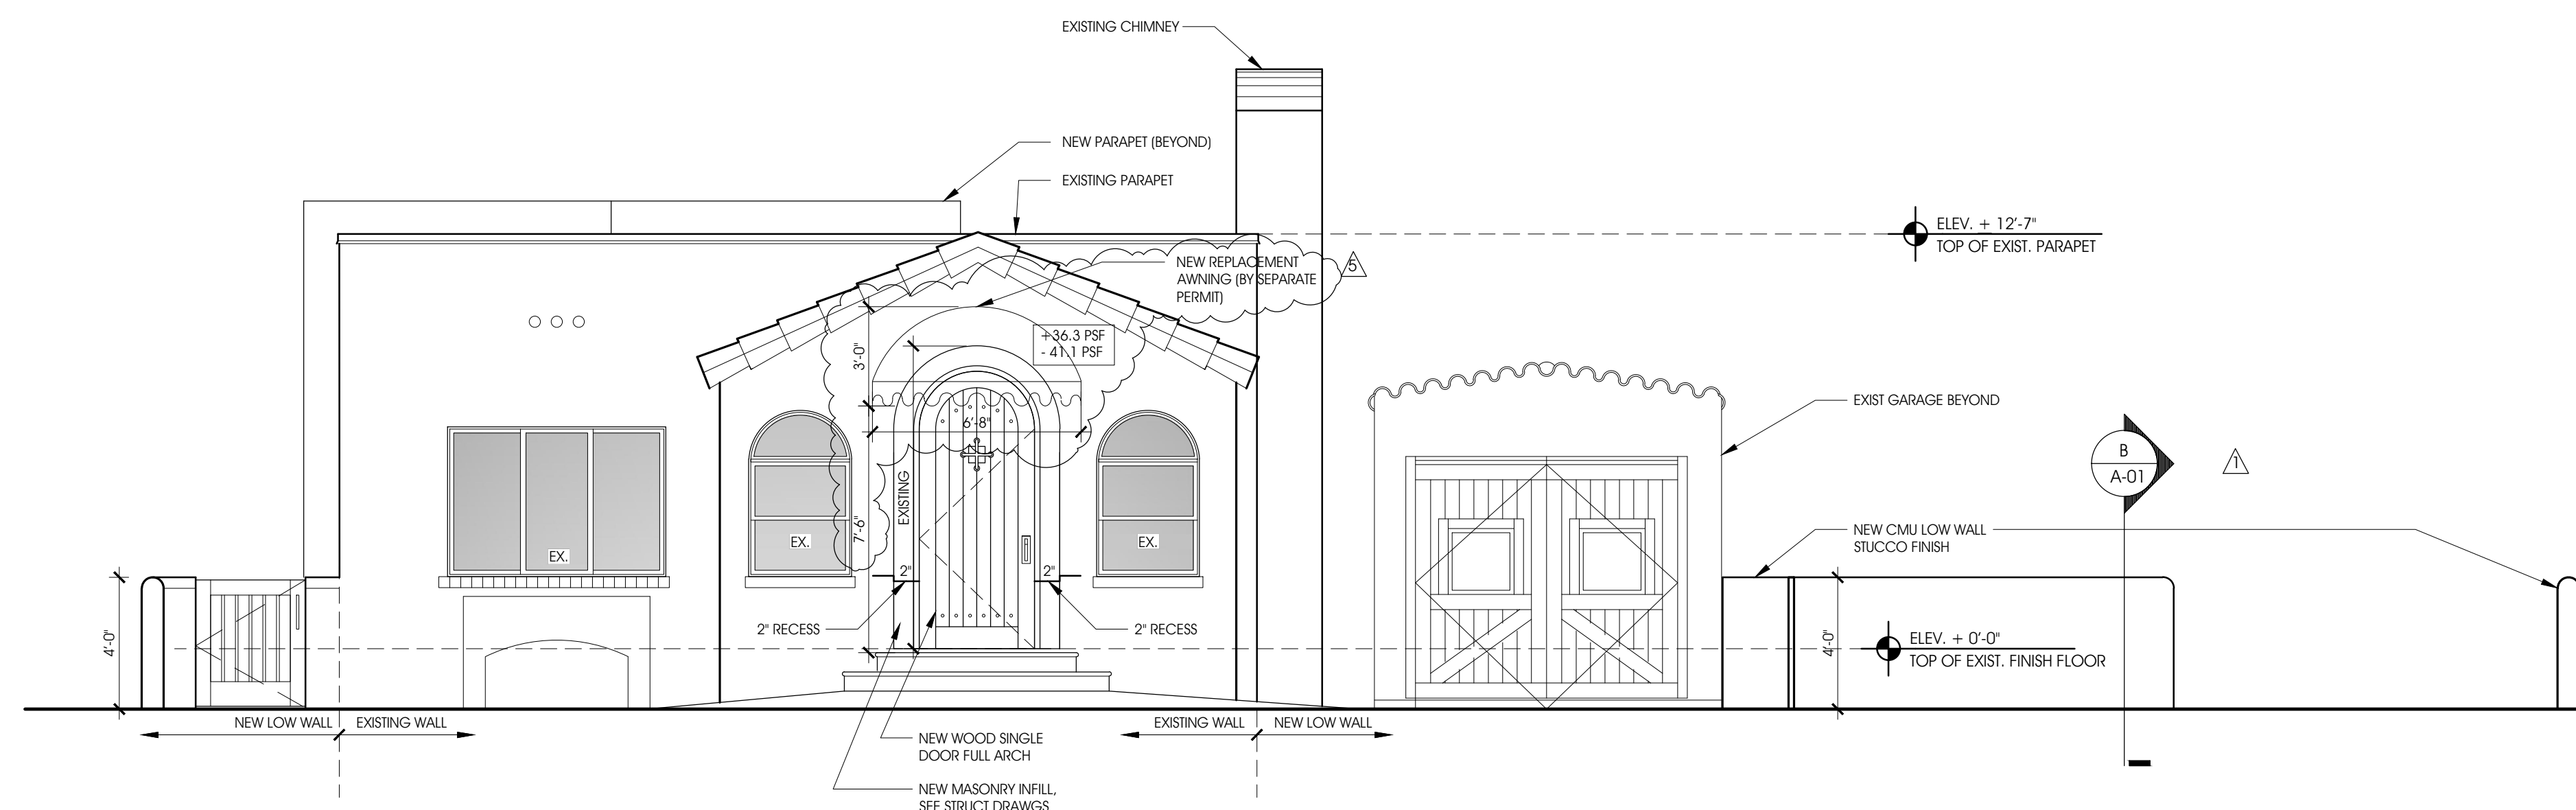 EXISTING CHIMNEY
NEW PARAPET (BEYOND)
EXISTING PARAPET
ELEV. + 12'-7"
TOP OF EXIST. PARAPET
NEW REPLACEMENT
AWNING (BY SEPARATE
PERMIT)
5
+36.3 PSF
- 41.1 PSF
3'-0"
6'-8"
EXISTING
7'-6"
EXIST GARAGE BEYOND
B
A-01
1
NEW CMU LOW WALL
STUCCO FINISH
EX.
EX.
EX.
2"
2"
2" RECESS
2" RECESS
4'-0"
4'-0"
ELEV. + 0'-0"
TOP OF EXIST. FINISH FLOOR
NEW LOW WALL
EXISTING WALL
EXISTING WALL
NEW LOW WALL
NEW WOOD SINGLE
DOOR FULL ARCH
NEW MASONRY INFILL,
SEE STRUCT DRAWGS